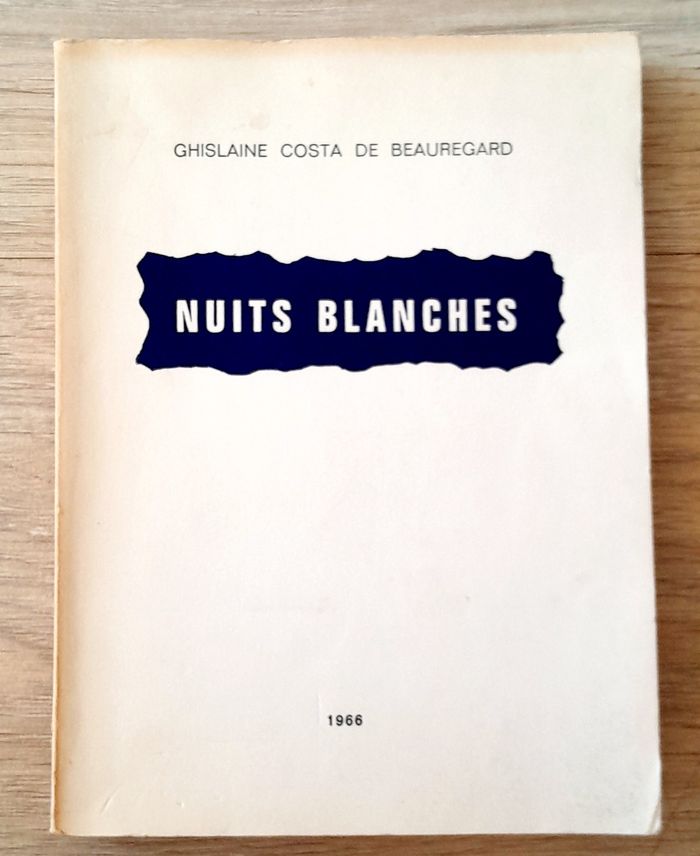 GHISLAINE COSTA DE BEAUREGARD
NUITS BLANCHES
1966